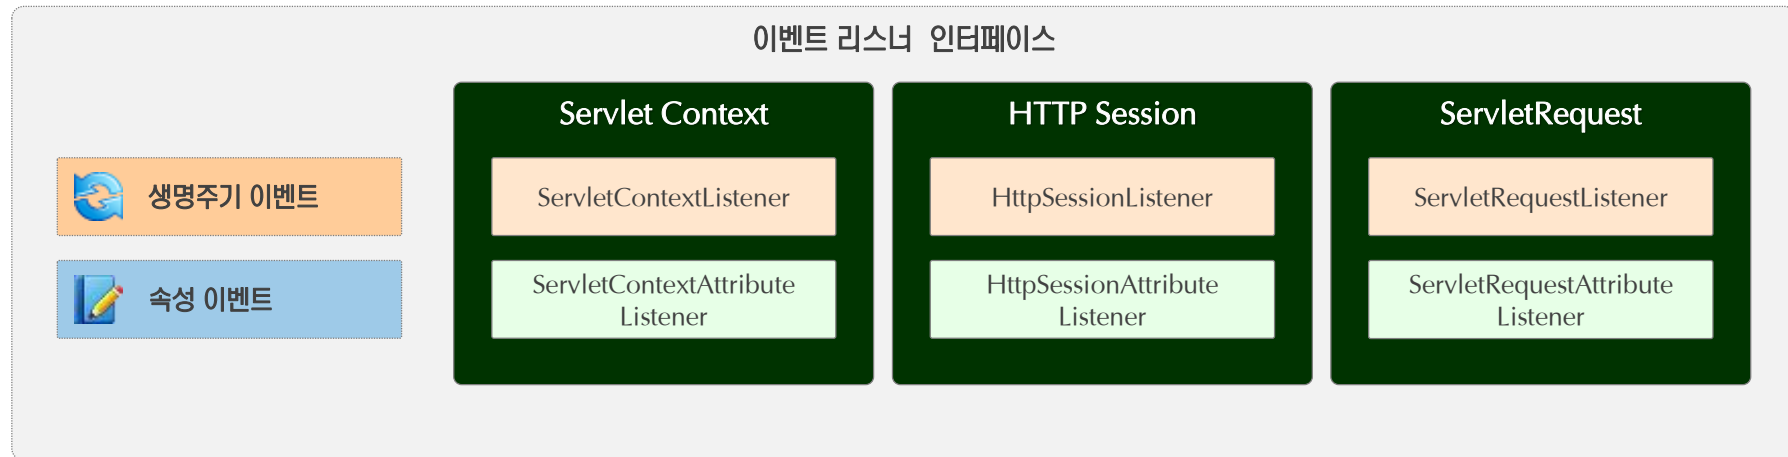 이벤트 리스너 인터페이스
Servlet Context
HTTP Session
ServletRequest
생명주기 이벤트
ServletContextListener
HttpSessionListener
ServletRequestListener
속성 이벤트
ServletContextAttribute
Listener
HttpSessionAttribute
Listener
ServletRequestAttribute
Listener